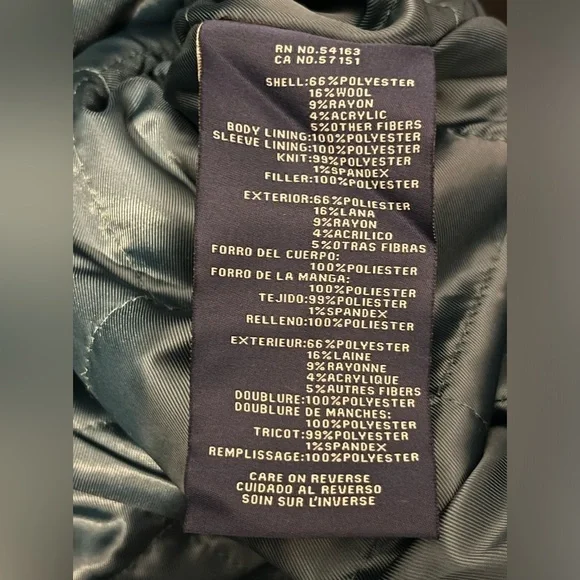 RN NO.54163
CA NO.57151
SHELL:66%POLYESTER
16%WOOL
9%RAYON
4%ACRYLIC
5%OTHER FIBERS
BODY LINING:100%POLYESTER
SLEEVE LINING:100%POLYESTER
KNIT:99%POLYESTER
1%SPANDEX
FILLER:100%POLYESTER
EXTERIOR:66%POLIESTER
16%LANA
9%RAYON
4%ACRILICO
5%OTRAS FIBRAS
FORRO DEL CUERPO:
100%POLIESTER
FORRO DE LA MANGA:
100%POLIESTER
TEJIDO:99%POLIESTER
1%SPANDEX
RELLENO:100%POLIESTER
EXTERIEUR:66%POLYESTER
16%LAINE
9%RAYONNE
4%ACRYLIQUE
5%AUTRES FIBERS
DOUBLURE:100%POLYESTER
DOUBLURE DE MANCHES:
100%POLYESTER
TRICOT:99%POLYESTER
1%SPANDEX
REMPLISSAGE:100%POLYESTER
CARE ON REVERSE
CUIDADO AL REVERSO
SOIN SUR L'INVERSE